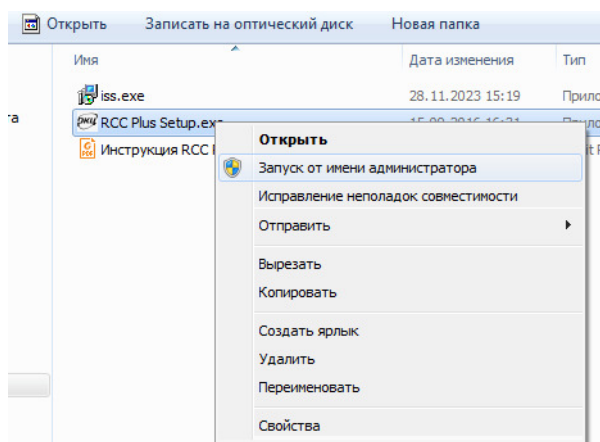 Открыть Записать на оптический диск Новая папка
Имя Дата изменения Тип
iss.exe 28.11.2023 15:19
RCC Plus Setup.exe
Инструкция RCC
Открыть
Запуск от имени администратора
Исправление неполадок совместимости
Отправить
Вырезать
Копировать
Создать ярлык
Удалить
Переименовать
Свойства